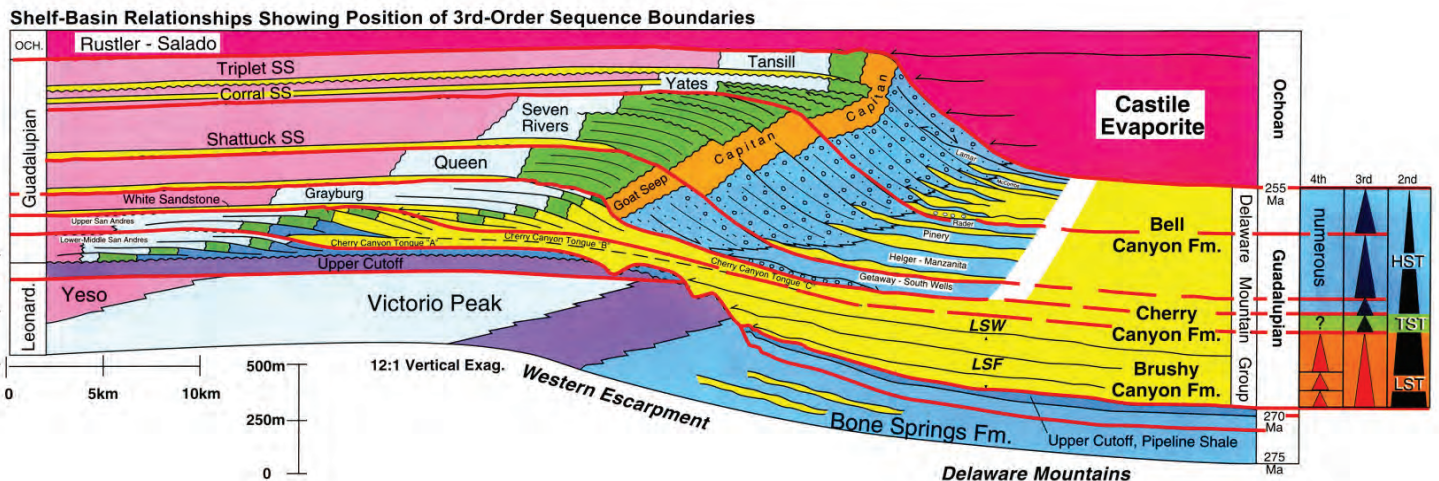 Shelf-Basin Relationships Showing Position of 3rd-Order Sequence Boundaries
OCH.
Rustler - Salado
Guadalupian
Leonard.
Triplet SS
Corral SS
Shattuck SS
White Sandstone
Upper San Andres
Lower-Middle San Andres
Yeso
Tansill
Yates
Seven
Rivers
Queen
Grayburg
Capitan
Capitan
Goat Seep
Cherry Canyon Tongue "A"
Cherry Canyon Tongue "B"
Cherry Canyon Tongue "C"
Upper Cutoff
Victorio Peak
Castile
Evaporite
Lamar
Rader
Pinery
Helger - Manzanita
Getaway - South Wells
Bell
Canyon Fm.
Cherry
Canyon Fm.
LSW
LSF
Brushy
Canyon Fm.
Bone Springs Fm.
Upper Cutoff, Pipeline Shale
Delaware Mountain Group
Ochoan
Guadalupian
255
Ma
270
Ma
275
Ma
4th
3rd
2nd
numerous
?
HST
TST
LST
0
5km
10km
12:1 Vertical Exag.
500m
250m
0
Western Escarpment
Delaware Mountains